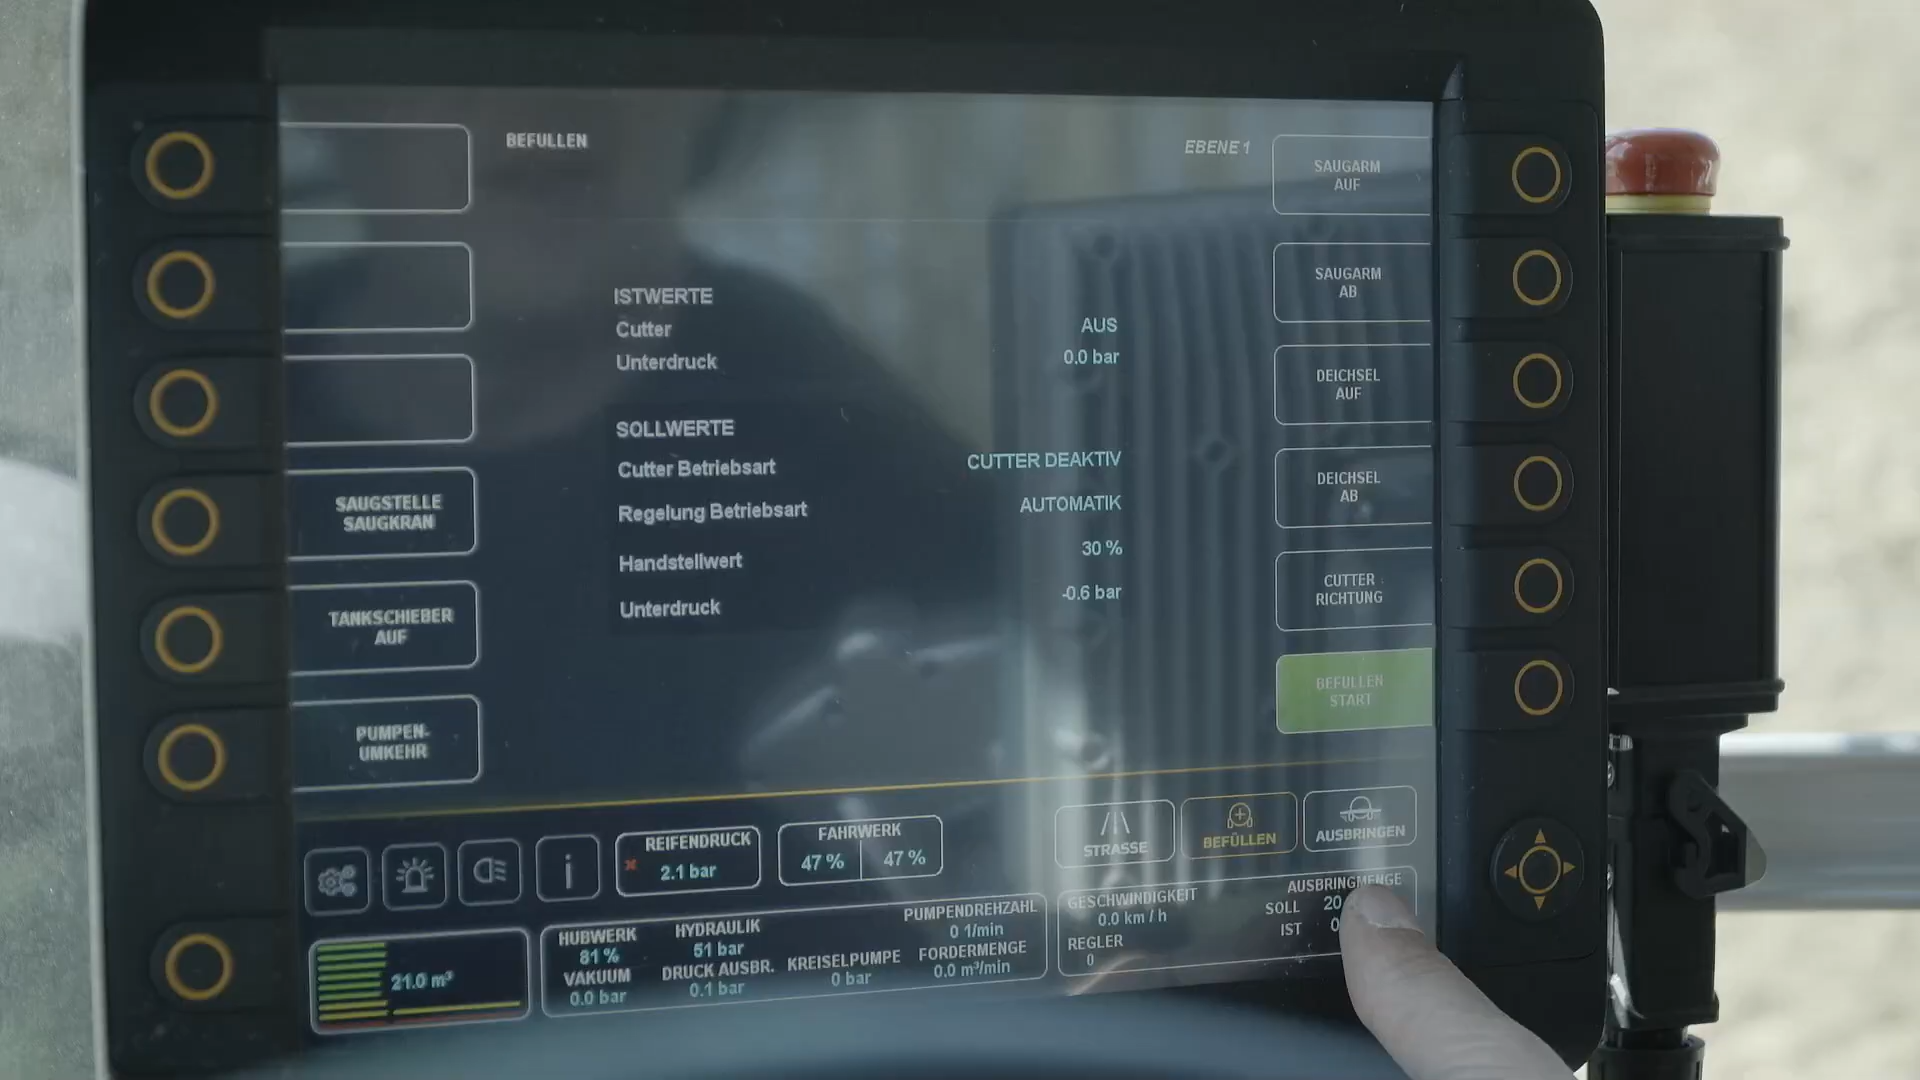 BEFULLEN
EBENE 1
SAUGARM
AUF
SAUGARM
AB
ISTWERTE
Cutter AUS
Unterdruck 0.0 bar
DEICHSEL
AUF
SOLLWERTE
Cutter Betriebsart CUTTER DEAKTIV
Regelung Betriebsart AUTOMATIK
Handstellwert 30 %
Unterdruck -0.6 bar
DEICHSEL
AB
SAUGSTELLE
SAUGKRAN
CUTTER
RICHTUNG
TANKSCHIEBER
AUF
BEFULLEN
START
PUMPEN-
UMKEHR
REIFENDRUCK
2.1 bar
FAHRWERK
47 % 47 %
STRASSE
BEFÜLLEN
AUSBRINGEN
21.0 m³
HUBWERK
81 %
VAKUUM
0.0 bar
HYDRAULIK
51 bar
DRUCK AUSBR.
0.1 bar
KREISELPUMPE
0 bar
PUMPENDREHZAHL
0 1/min
FORDERMENGE
0.0 m³/min
GESCHWINDIGKEIT
0.0 km / h
REGLER
0
AUSBRINGMENGE
SOLL 20
IST